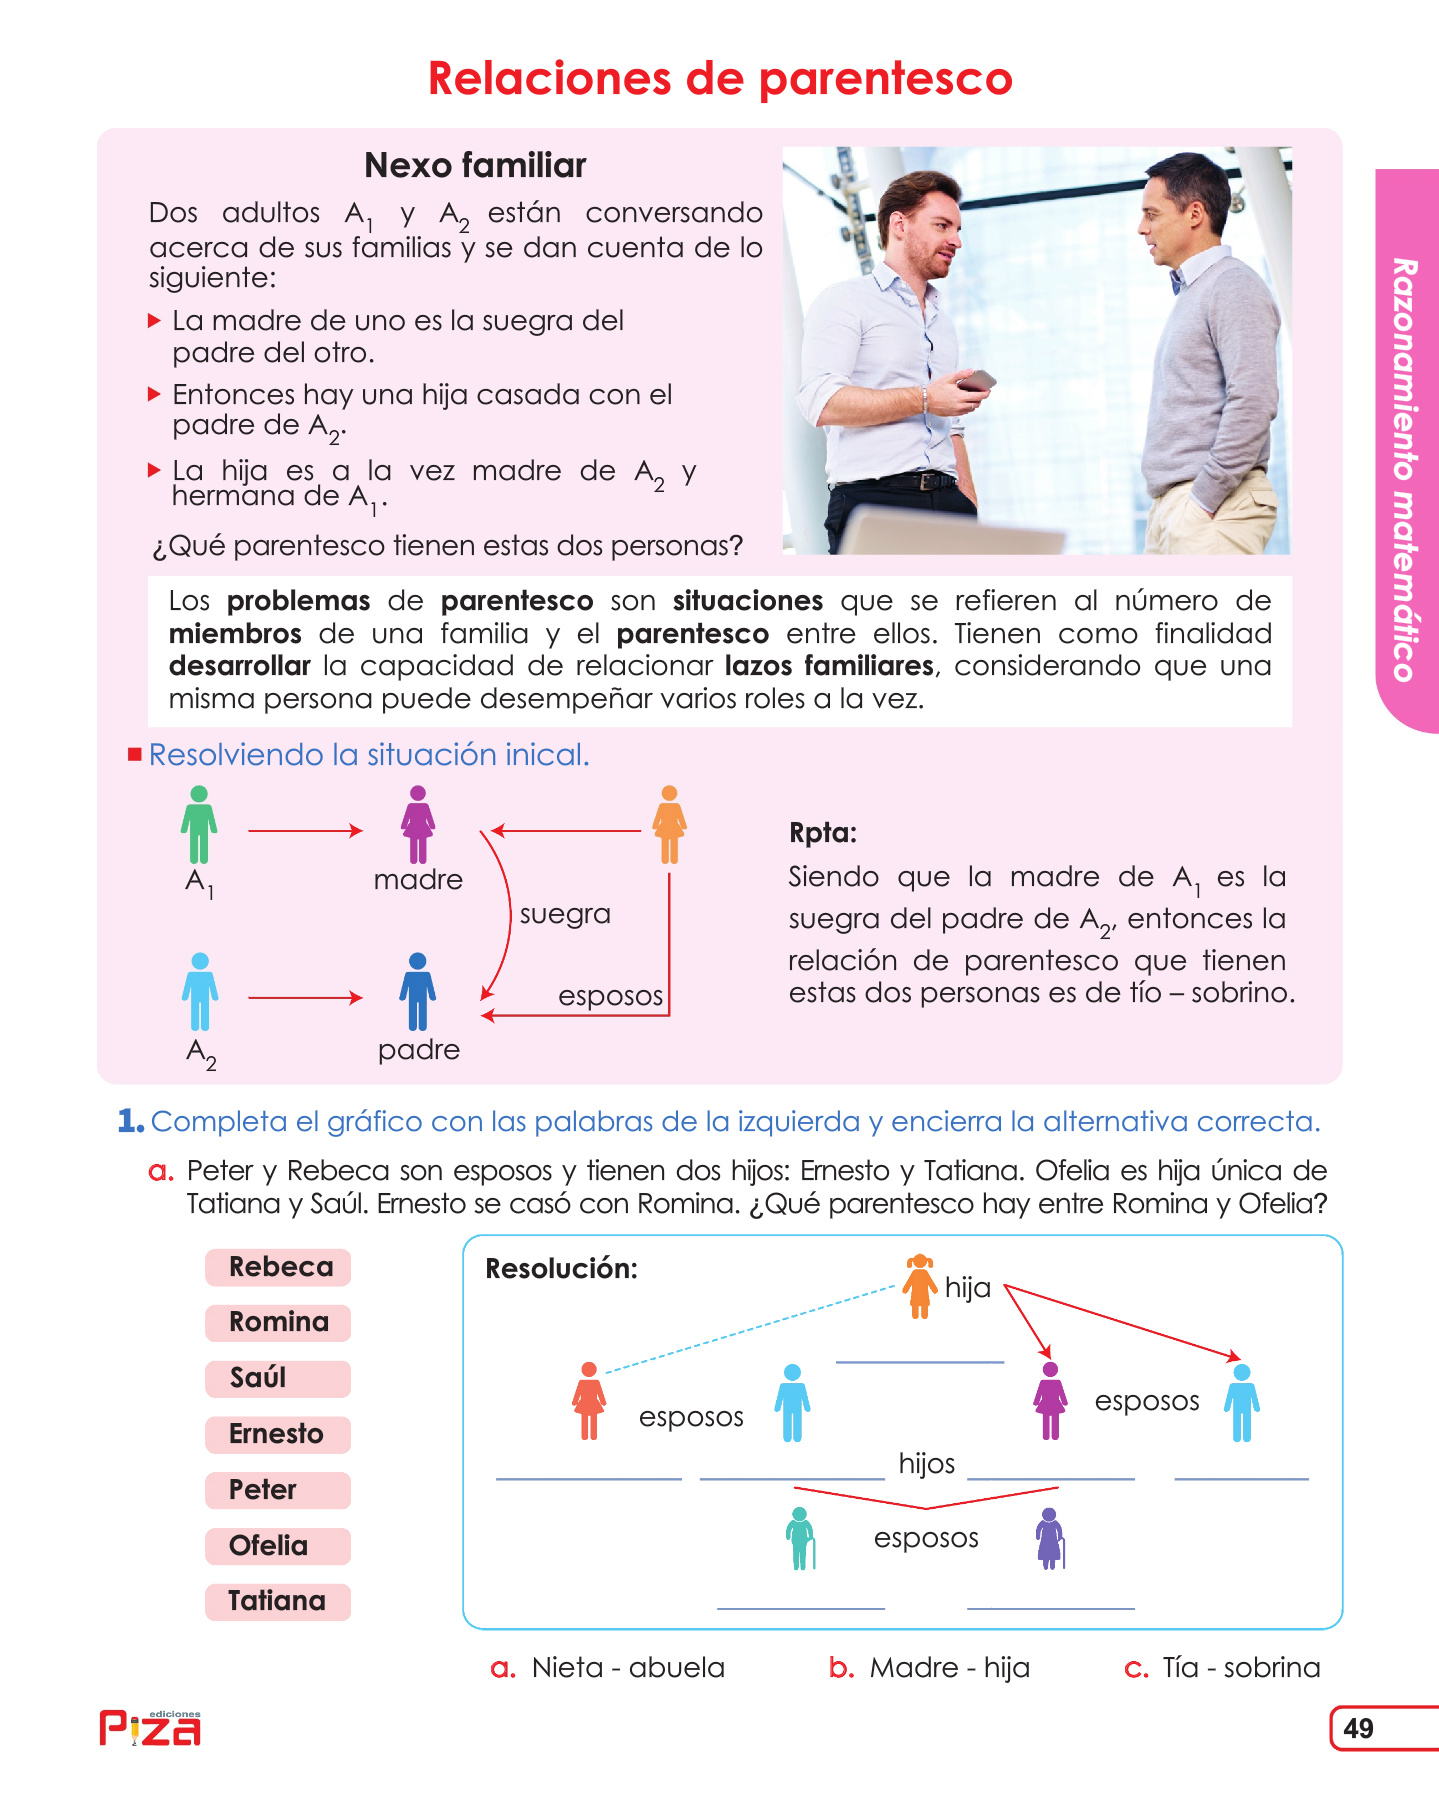 Relaciones de parentesco
Nexo familiar
Dos adultos A1 y A2 están conversando
acerca de sus familias y se dan cuenta de lo
siguiente:
La madre de uno es la suegra del
padre del otro.
Entonces hay una hija casada con el
padre de A2.
La hija es a la vez madre de A2 y
hermana de A1.
¿Qué parentesco tienen estas dos personas?
Los problemas de parentesco son situaciones que se refieren al número de
miembros de una familia y el parentesco entre ellos. Tienen como finalidad
desarrollar la capacidad de relacionar lazos familiares, considerando que una
misma persona puede desempeñar varios roles a la vez.
Resolviendo la situación inical.
A1
madre
suegra
esposos
A2
padre
Rpta:
Siendo que la madre de A1 es la
suegra del padre de A2, entonces la
relación de parentesco que tienen
estas dos personas es de tío – sobrino.
Razonamiento matemático
1. Completa el gráfico con las palabras de la izquierda y encierra la alternativa correcta.
a. Peter y Rebeca son esposos y tienen dos hijos: Ernesto y Tatiana. Ofelia es hija única de
Tatiana y Saúl. Ernesto se casó con Romina. ¿Qué parentesco hay entre Romina y Ofelia?
Rebeca
Romina
Saúl
Ernesto
Peter
Ofelia
Tatiana
Resolución:
hija
esposos
esposos
hijos
esposos
a. Nieta - abuela
b. Madre - hija
c. Tía - sobrina
ediciones
Piza
49